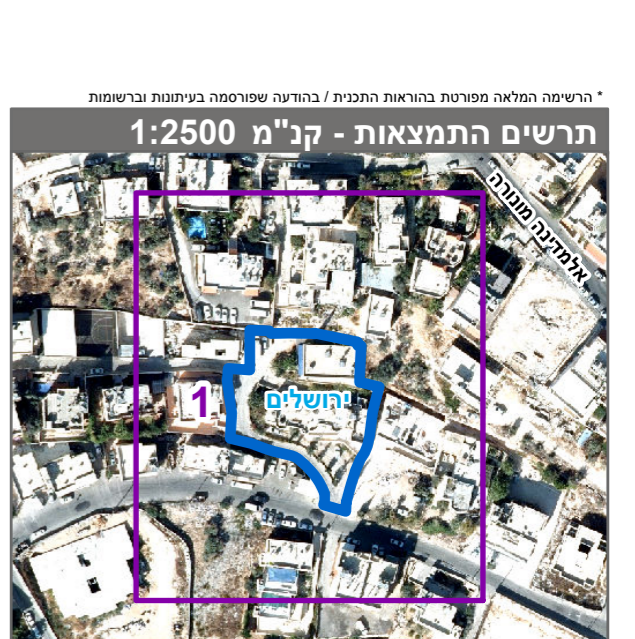 * הרשימה המלאה מפורטת בהוראות התכנית / בהודעה שפורסמה בעיתונות וברשומות
תרשים התמצאות - קנ"מ 1:2500
אלמדינה מונורה
ירושלים
1